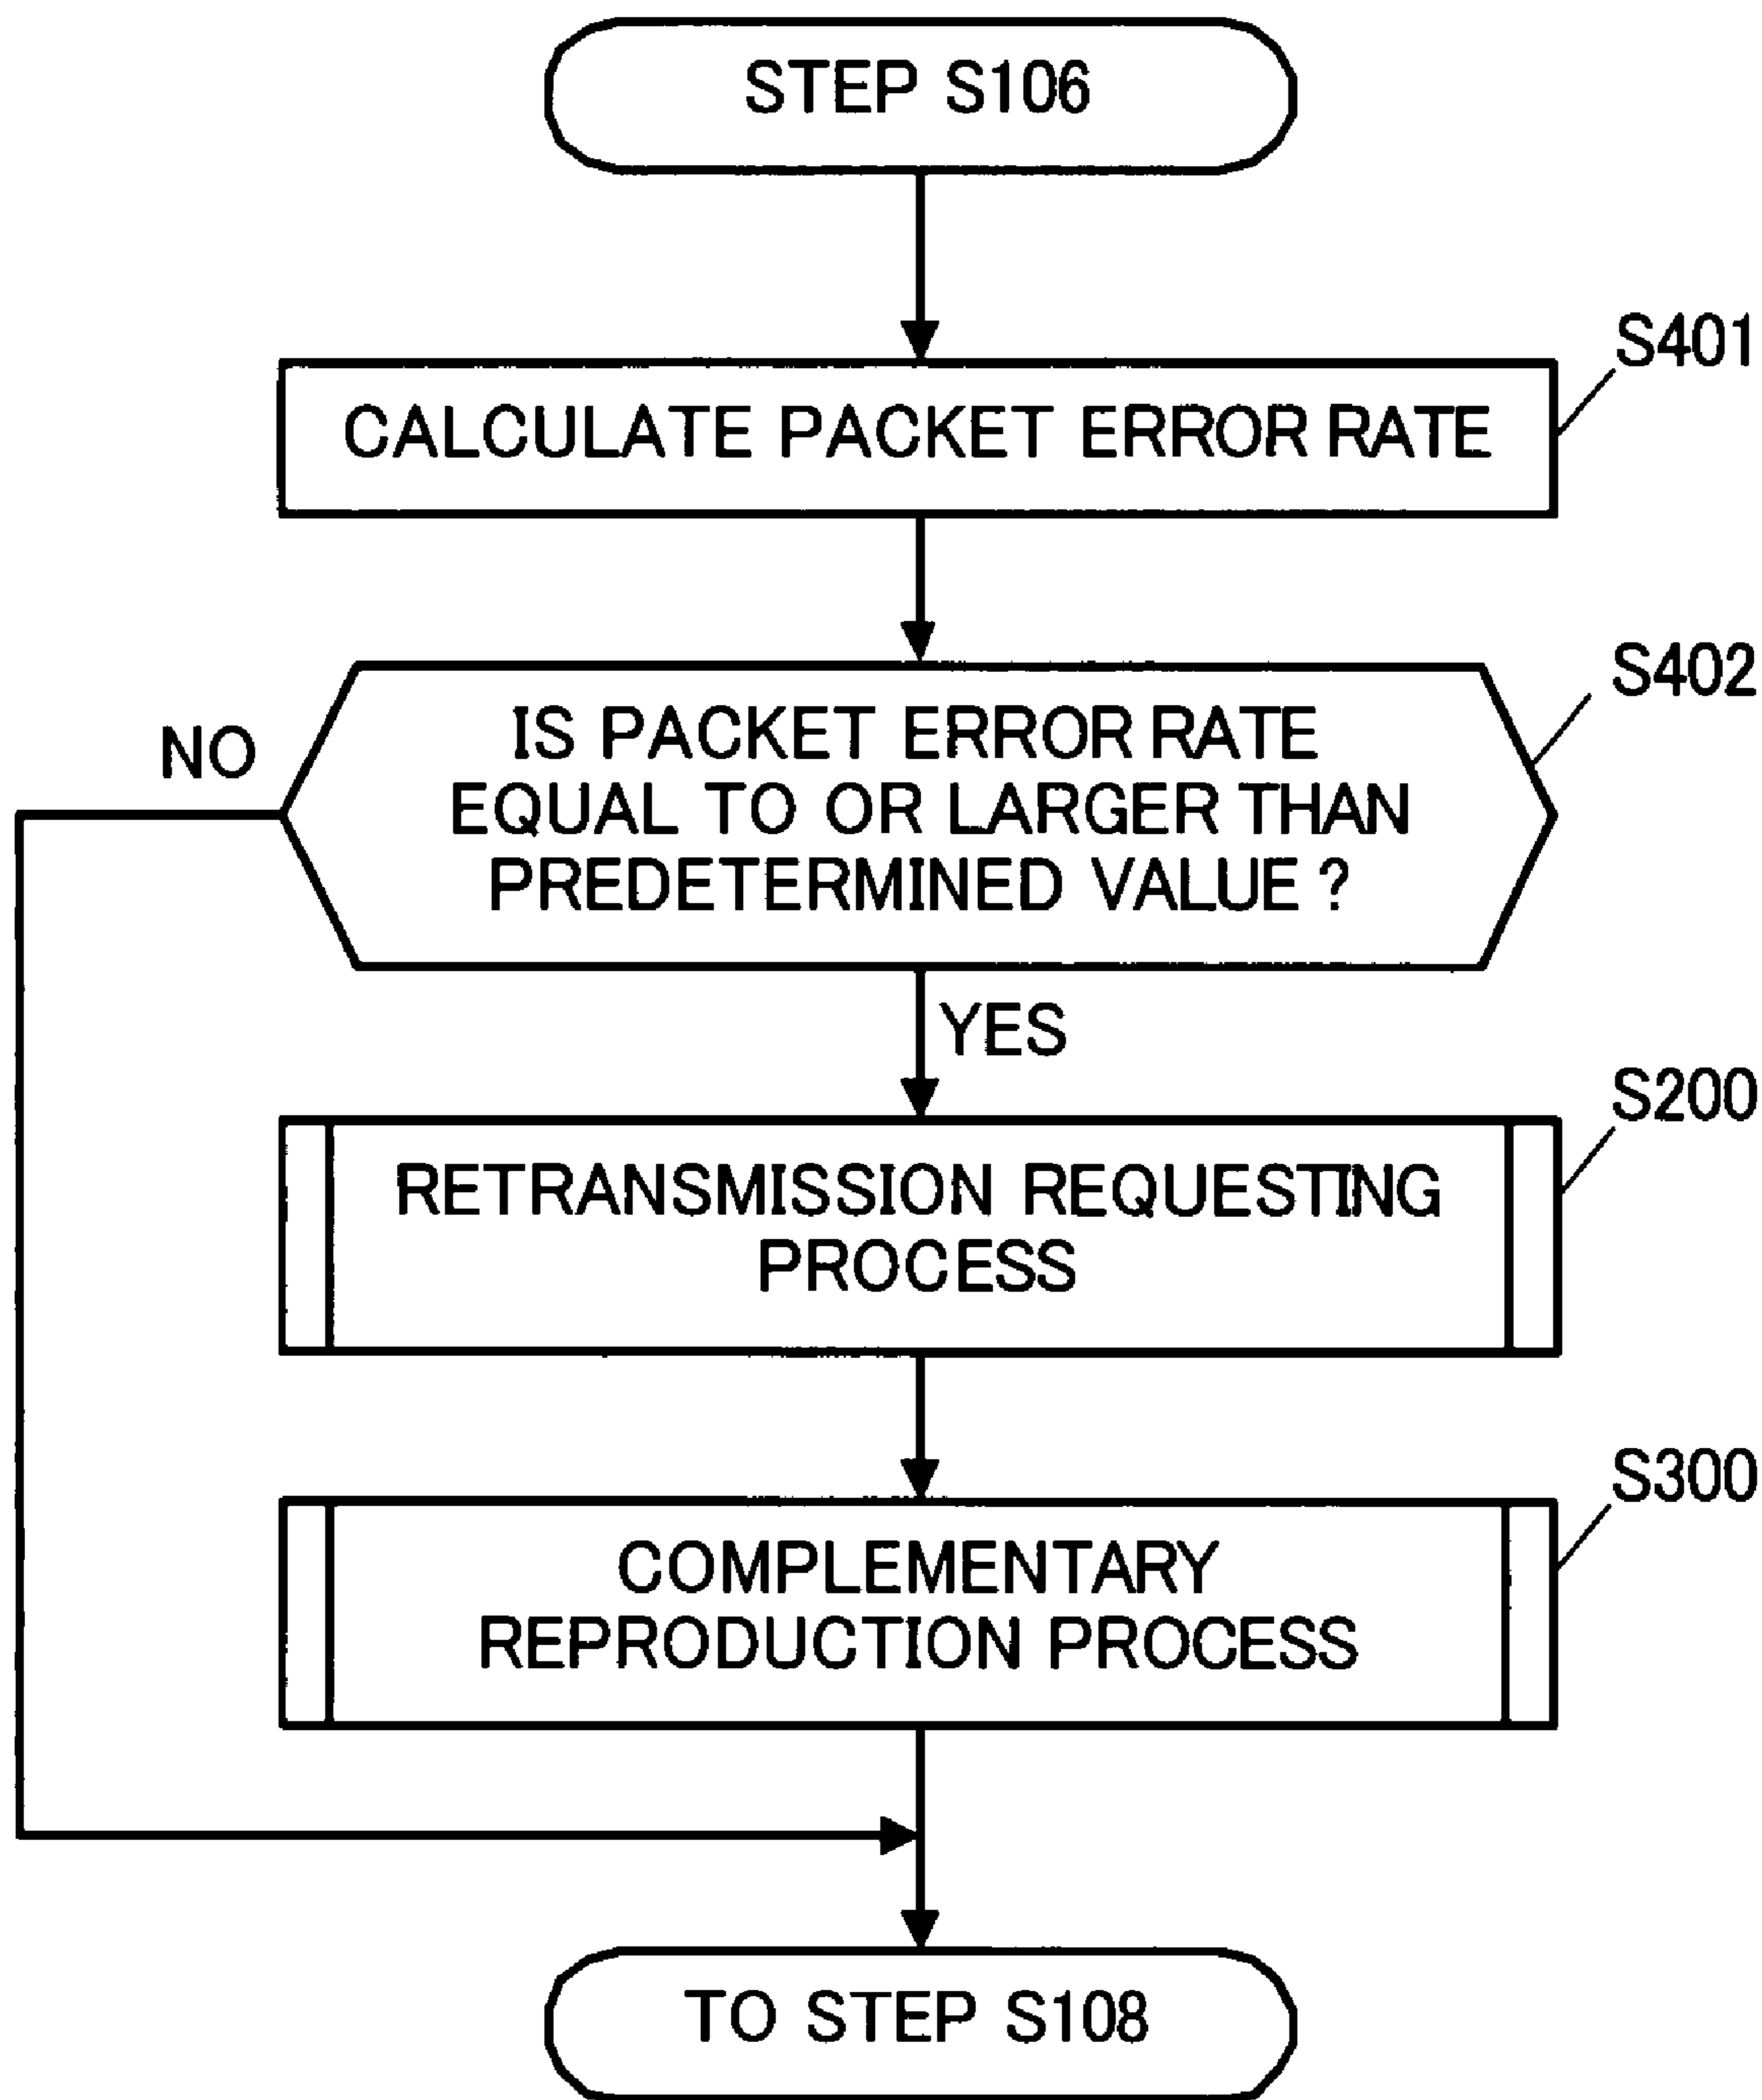 STEP S106
S401
CALCULATE PACKET ERROR RATE
S402
NO
IS PACKET ERROR RATE
EQUAL TO OR LARGER THAN
PREDETERMINED VALUE ?
YES
S200
RETRANSMISSION REQUESTING
PROCESS
S300
COMPLEMENTARY
REPRODUCTION PROCESS
TO STEP S108